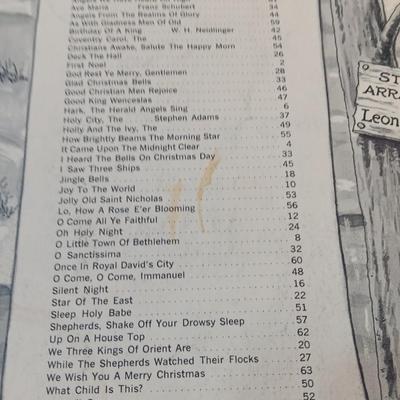 Angels We Have Heard
Ave Maria Franz Schubert 34
Angels From The Realms Of Glory 44
As With Gladness Men Of Old 59
Birthday Of A King W. H. Neidlinger 42
Coventry Carol, The 45
Christians Awake, Salute The Happy Morn 54
Deck The Hall 26
First Noel 2
God Rest Ye Merry, Gentlemen 28
Glad Christmas Bells 33
Good Christian Men Rejoice 46
Good King Wenceslas 47
Hark, The Herald Angels Sing 6
Holy City, The Stephen Adams 37
Holly And The Ivy, The 49
How Brightly Beams The Morning Star 55
It Came Upon The Midnight Clear 4
I Heard The Bells On Christmas Day 33
I Saw Three Ships 45
Jingle Bells 18
Joy To The World 10
Jolly Old Saint Nicholas 53
Lo, How A Rose E'er Blooming 56
O Come All Ye Faithful 12
Oh Holy Night 24
O Little Town Of Bethlehem 8
O Sanctissima 32
Once In Royal David's City 60
O Come, O Come, Immanuel 48
Silent Night 16
Star Of The East 22
Sleep Holy Babe 51
Shepherds, Shake Off Your Drowsy Sleep 57
Up On A House Top 62
We Three Kings Of Orient Are 20
While The Shepherds Watched Their Flocks 27
We Wish You A Merry Christmas 63
What Child Is This? 50
52
ST
ARRA
Leon